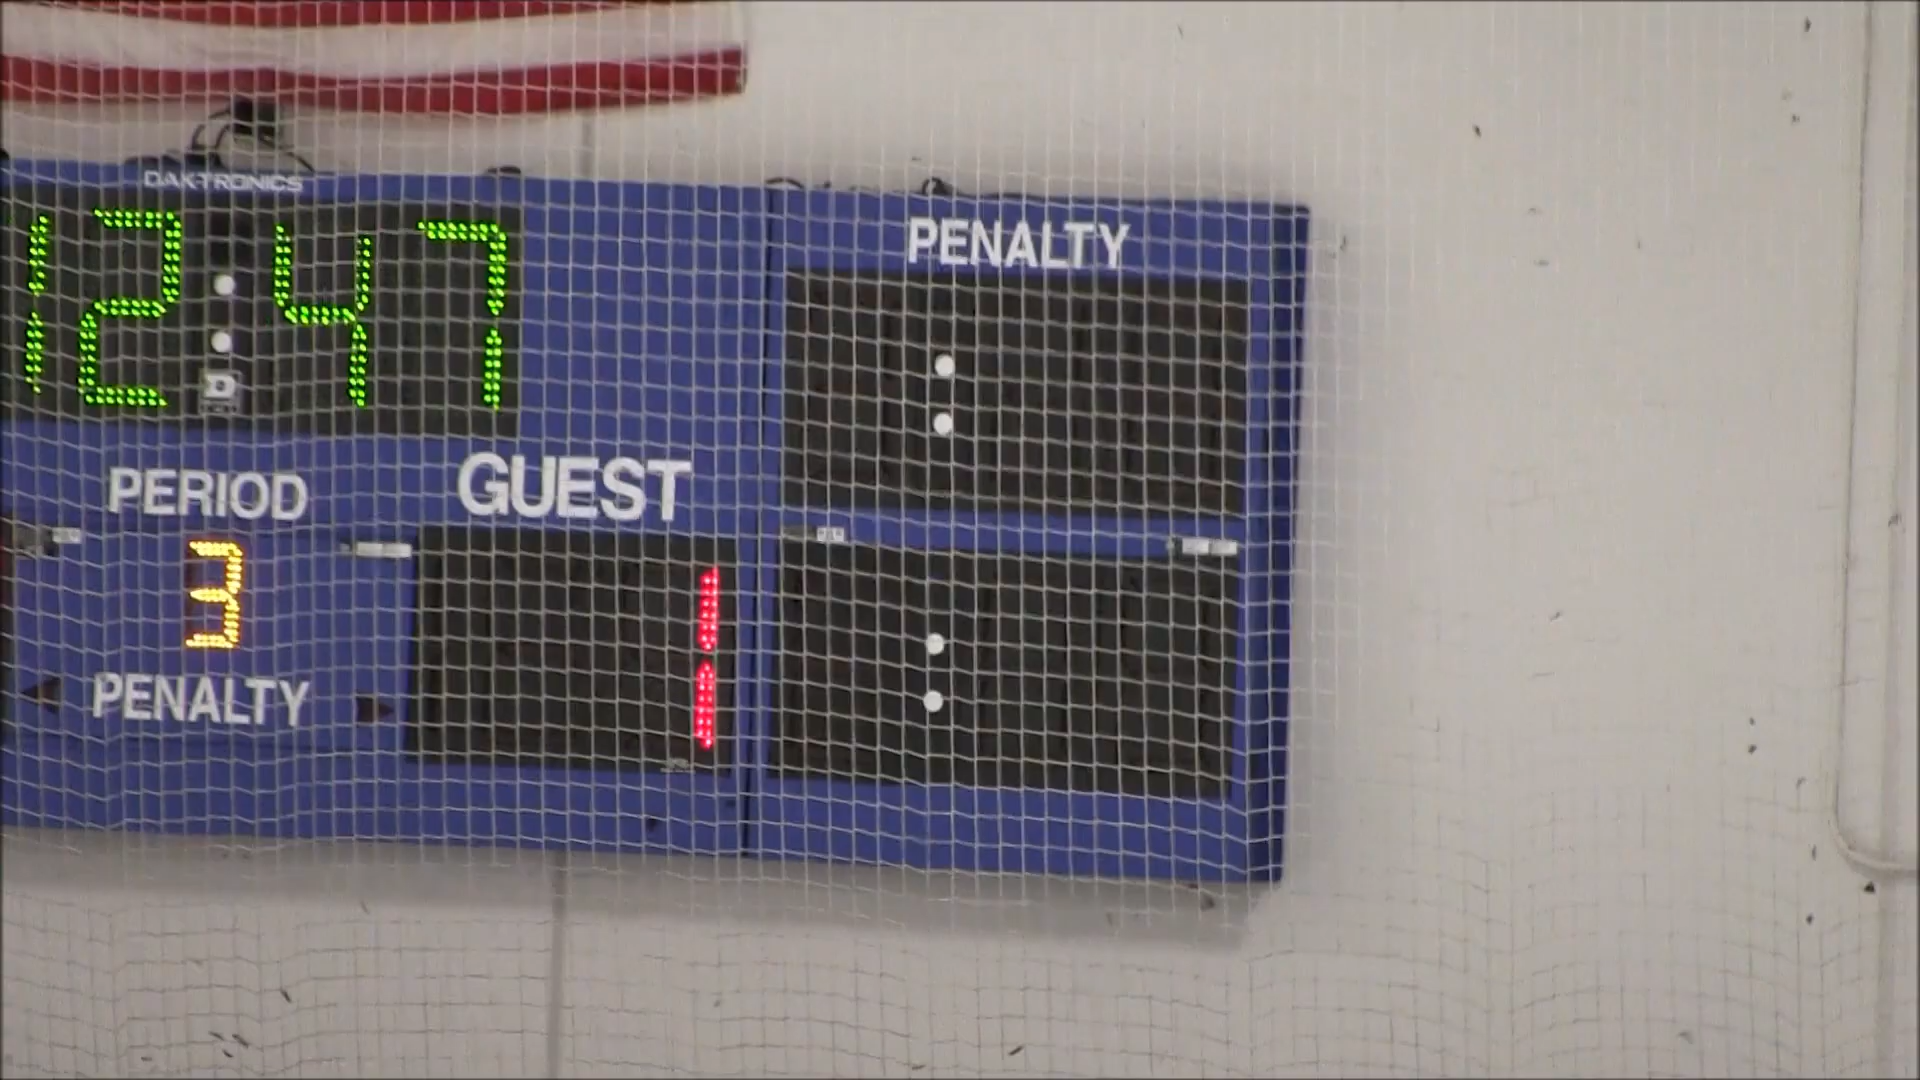 DAKTRONICS
12:47
PENALTY
PERIOD
GUEST
3
1
PENALTY